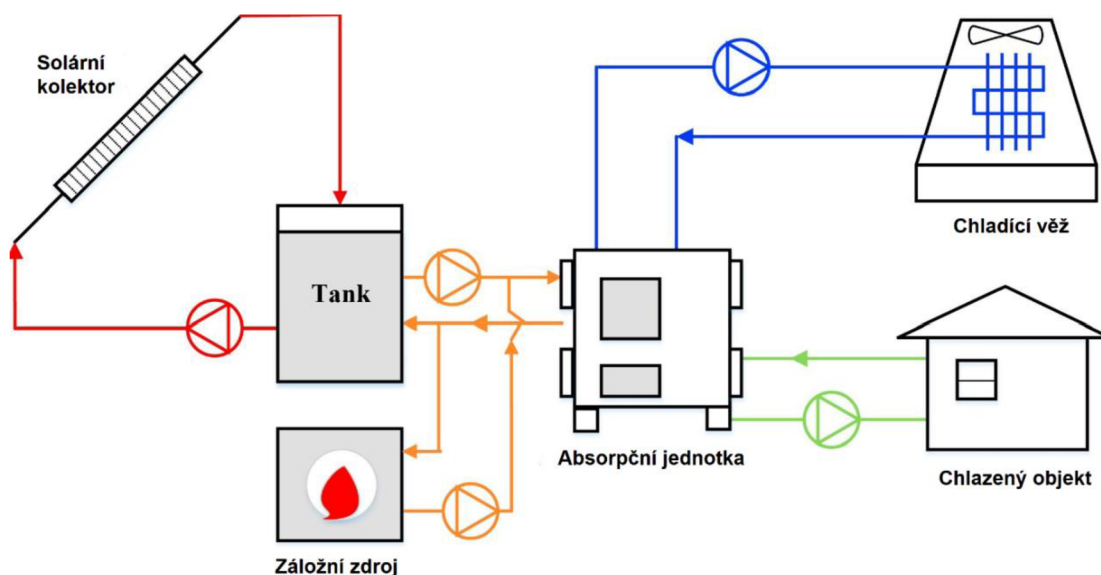 Solární
kolektor
Tank
Chladící věž
Absorpční jednotka
Chlazený objekt
Záložní zdroj